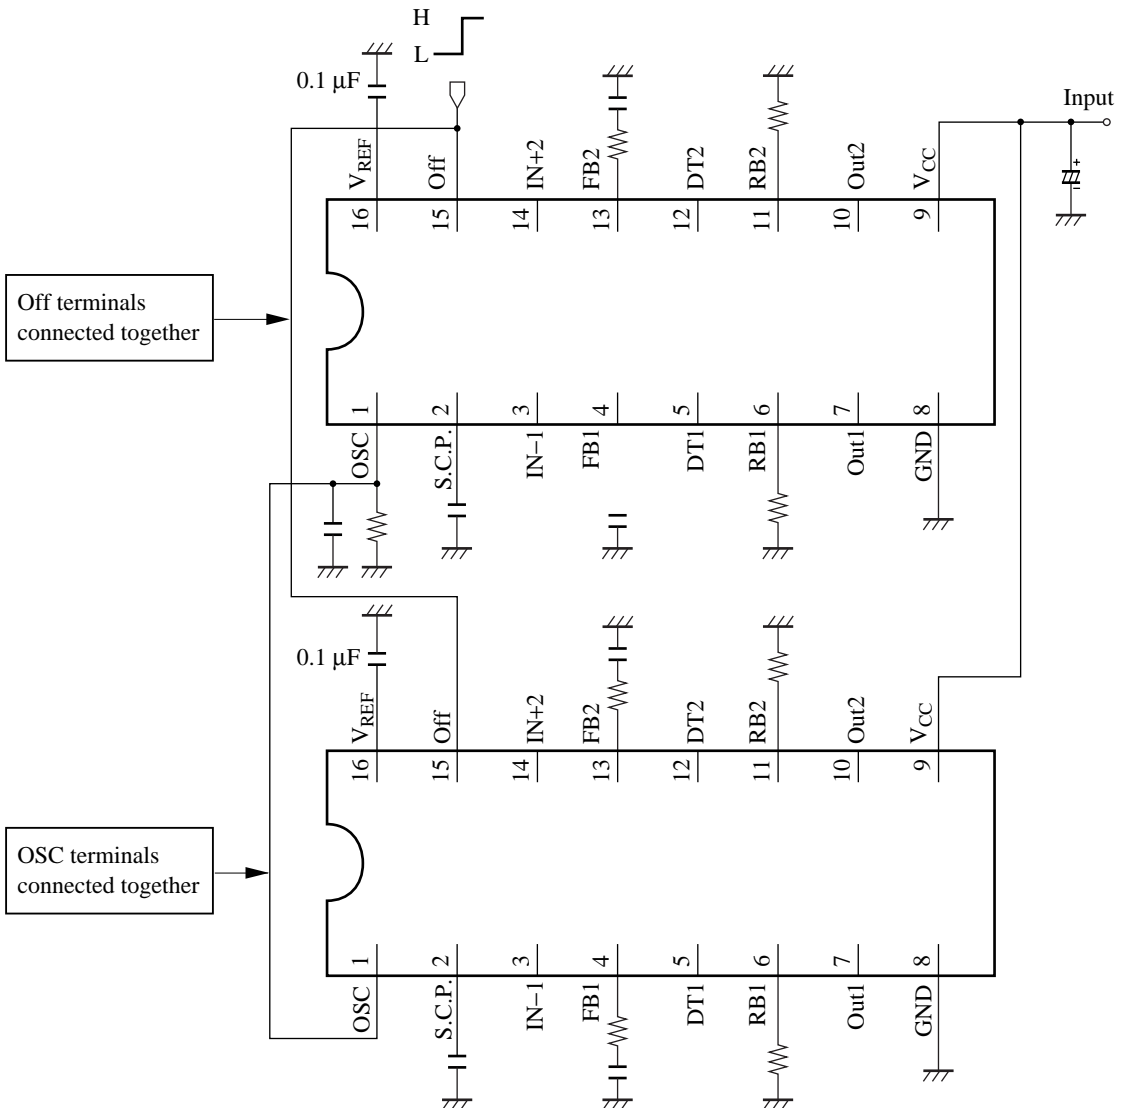 H
L
0.1 µF
Input
VREF
Off
IN+2
FB2
DT2
RB2
Out2
VCC
16
15
14
13
12
11
10
9
Off terminals
connected together
1
2
3
4
5
6
7
8
OSC
S.C.P.
IN−1
FB1
DT1
RB1
Out1
GND
0.1 µF
VREF
Off
IN+2
FB2
DT2
RB2
Out2
VCC
16
15
14
13
12
11
10
9
OSC terminals
connected together
1
2
3
4
5
6
7
8
OSC
S.C.P.
IN−1
FB1
DT1
RB1
Out1
GND